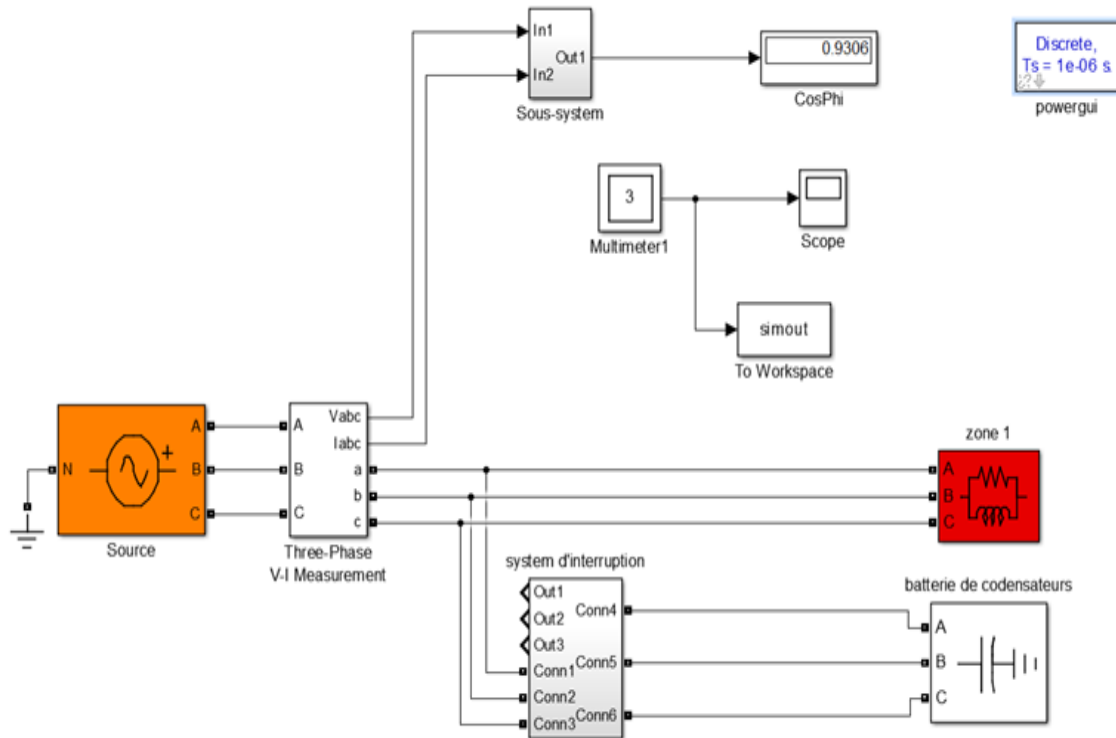 In1
In2
Out1
Sous-system
0.9306
CosPhi
Discrete,
Ts = 1e-06 s.
powergui
3
Multimeter1
Scope
simout
To Workspace
N
A
B
C
Source
A
B
C
Vabc
Iabc
a
b
c
Three-Phase
V-I Measurement
zone 1
A
B
C
system d'interruption
Out1
Out2
Out3
Conn1
Conn2
Conn3
Conn4
Conn5
Conn6
batterie de codensateurs
A
B
C